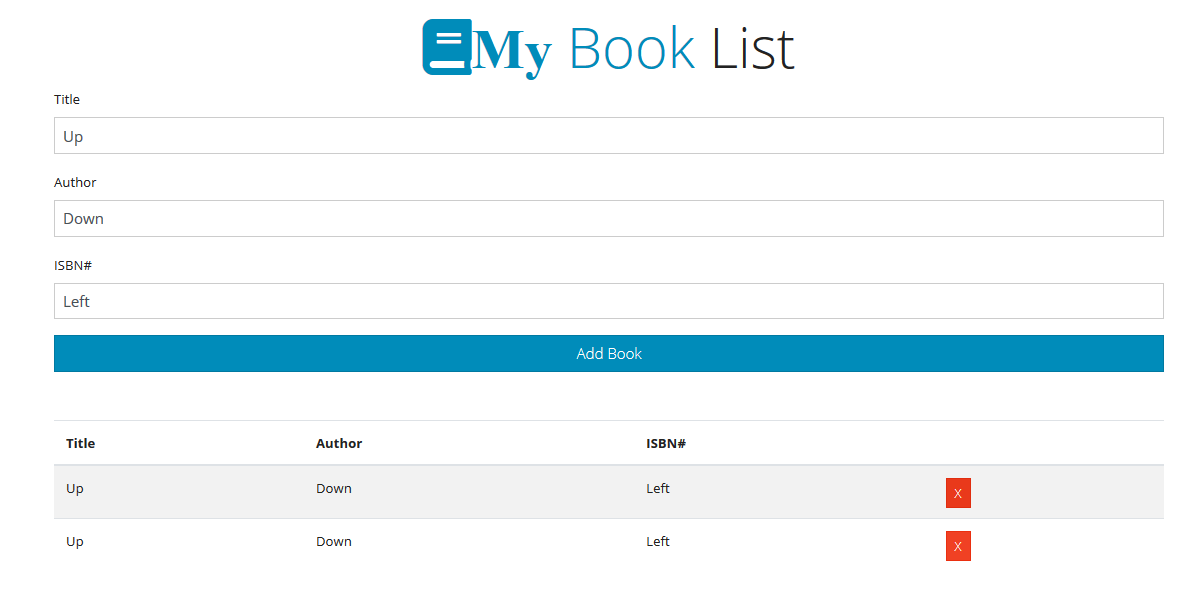 My Book List
Title
Up
Author
Down
ISBN#
Left
Add Book
Title Author ISBN#
Up Down Left X
Up Down Left X